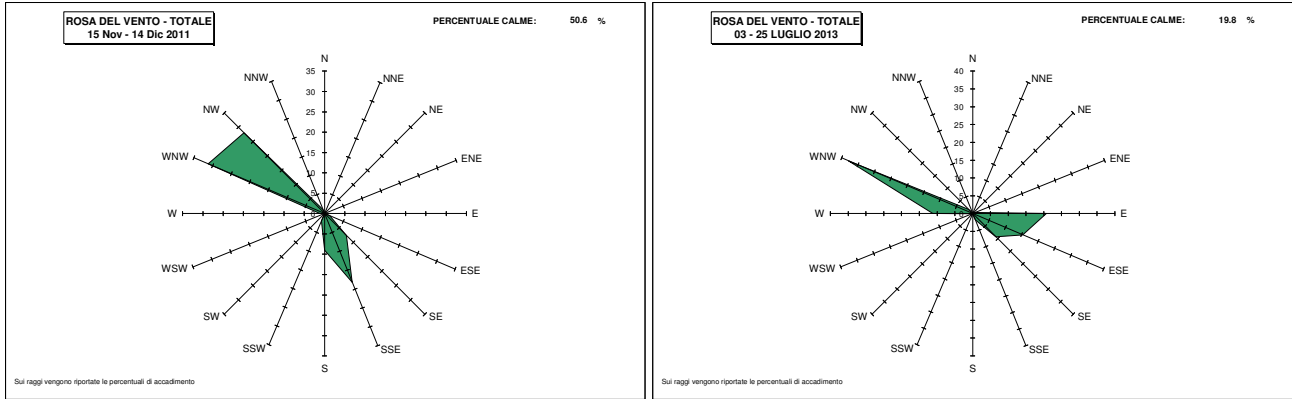 ROSA DEL VENTO - TOTALE
15 Nov - 14 Dic 2011
PERCENTUALE CALME: 50.6 %
N
NNE
NE
ENE
E
ESE
SE
SSE
S
SSW
SW
WSW
W
WNW
NW
NNW
35
30
25
20
15
10
5
0
Sui raggi vengono riportate le percentuali di accadimento
ROSA DEL VENTO - TOTALE
03 - 25 LUGLIO 2013
PERCENTUALE CALME: 19.8 %
N
NNE
NE
ENE
E
ESE
SE
SSE
S
SSW
SW
WSW
W
WNW
NW
NNW
40
35
30
25
20
15
10
5
0
Sui raggi vengono riportate le percentuali di accadimento